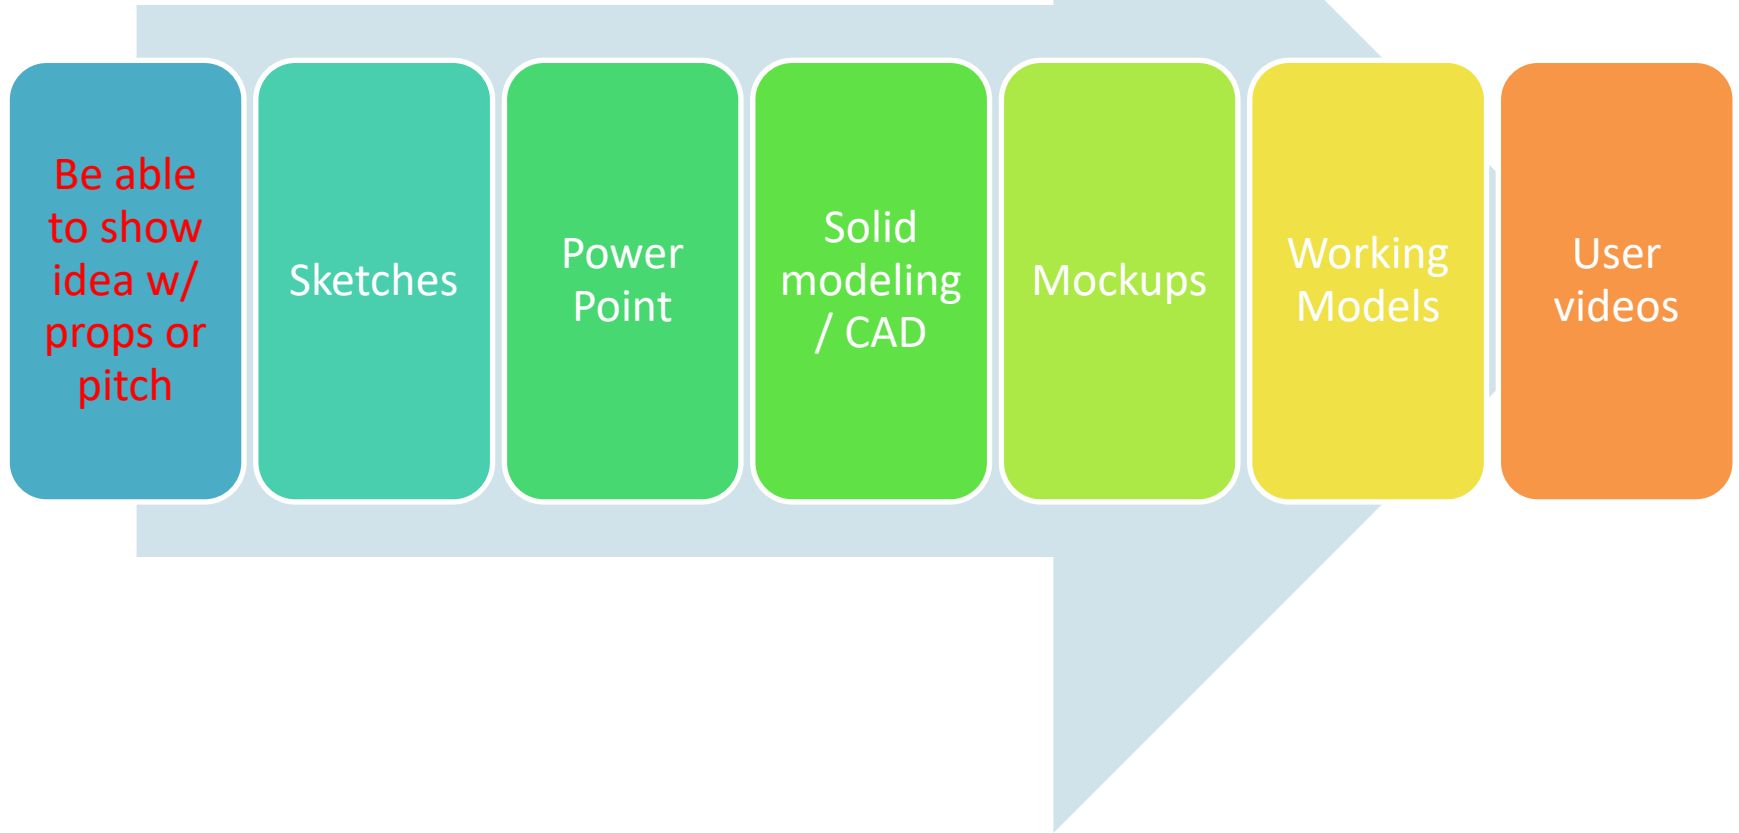 Be able
to show
idea w/
props or
pitch
Sketches
Power
Point
Solid
modeling
/ CAD
Mockups
Working
Models
User
videos